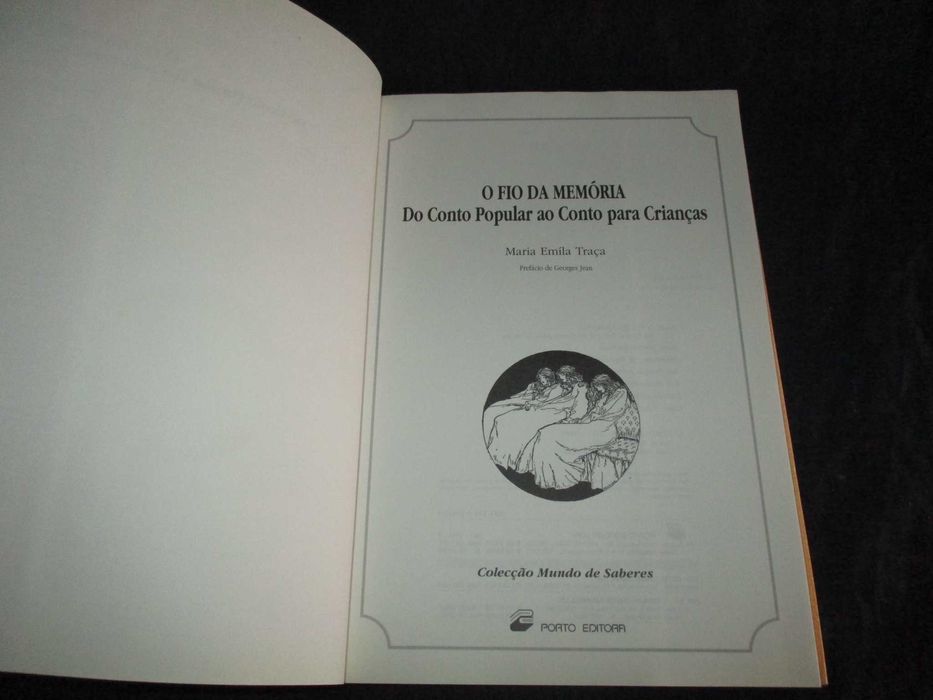 O FIO DA MEMÓRIA
Do Conto Popular ao Conto para Crianças
Maria Emíla Traça
Prefácio de Georges Jean
Colecção Mundo de Saberes
PORTO EDITORA